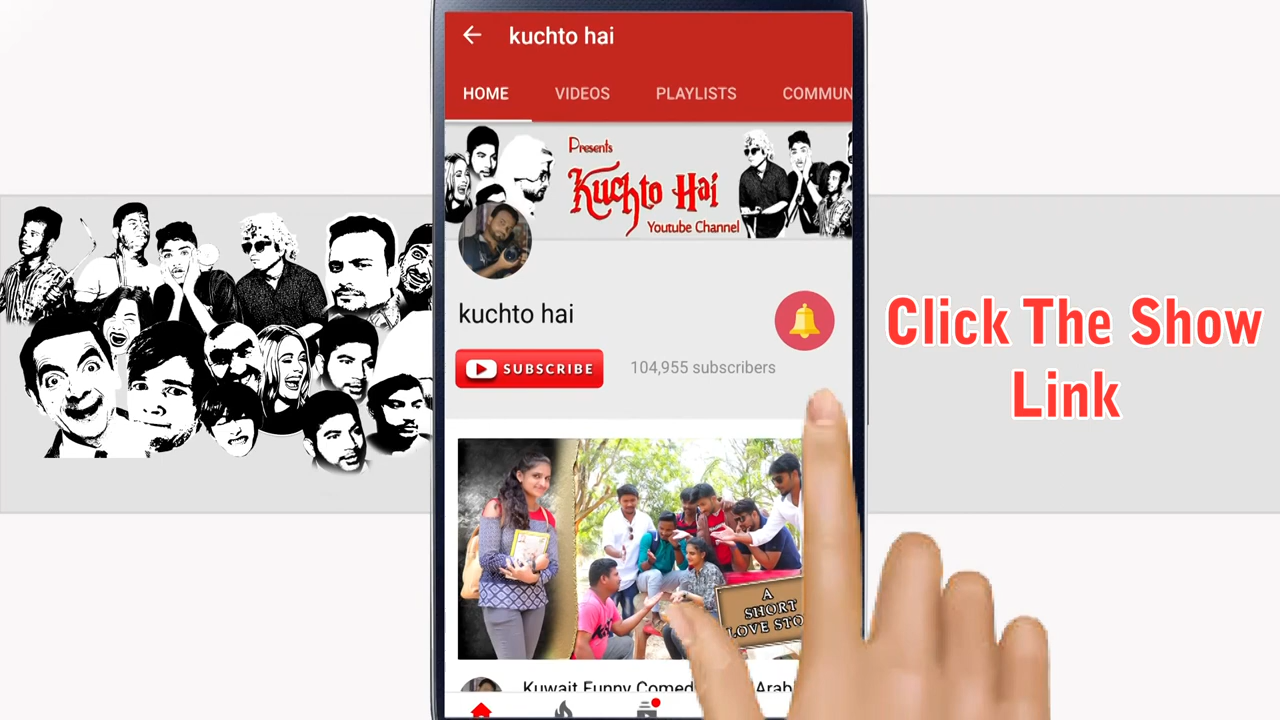 kuchto hai
HOME VIDEOS PLAYLISTS COMMUN
Presents
Kuchto Hai
Youtube Channel
kuchto hai
SUBSCRIBE 104,955 subscribers
Click The Show
Link
A
SHORT
LOVE STO
Kuwait Funny Comed Arab